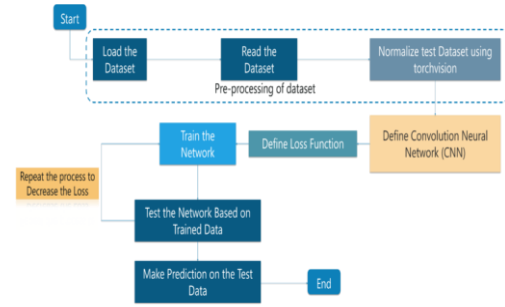 Start
Load the
Dataset
Read the
Dataset
Normalize test Dataset using
torchvision
Pre-processing of dataset
Train the
Network
Define Loss Function
Define Convolution Neural
Network (CNN)
Repeat the process to
Decrease the Loss
Test the Network Based on
Trained Data
Make Prediction on the Test
Data
End